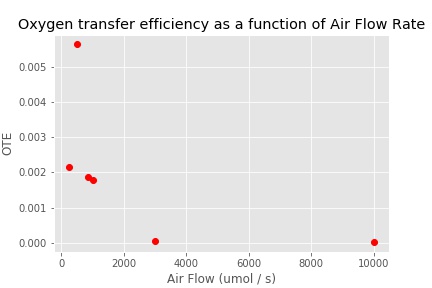 Oxygen transfer efficiency as a function of Air Flow Rate
0.005
0.004
0.003
0.002
0.001
0.000
OTE
0 2000 4000 6000 8000 10000
Air Flow (umol / s)